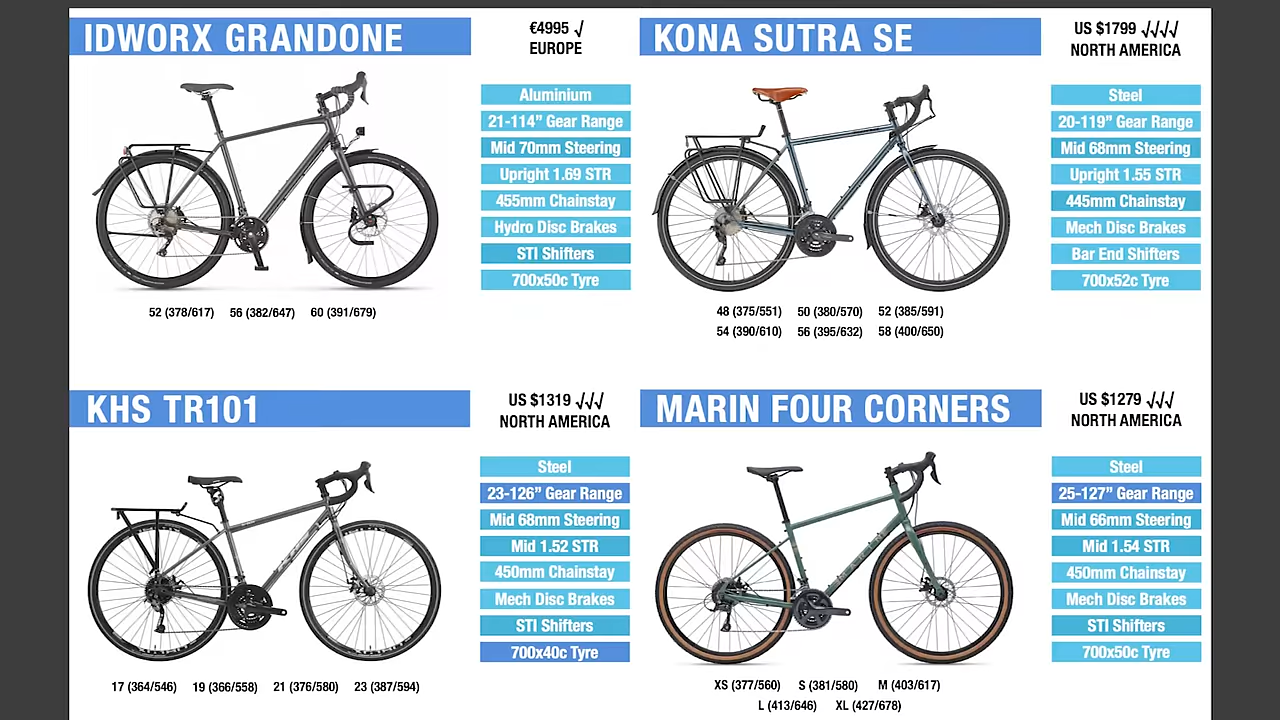 IDWORX GRANDONE
€4995 ✓
EUROPE
Aluminium
21-114” Gear Range
Mid 70mm Steering
Upright 1.69 STR
455mm Chainstay
Hydro Disc Brakes
STI Shifters
700x50c Tyre
52 (378/617) 56 (382/647) 60 (391/679)
KONA SUTRA SE
US $1799 ✓✓✓✓
NORTH AMERICA
Steel
20-119” Gear Range
Mid 68mm Steering
Upright 1.55 STR
445mm Chainstay
Mech Disc Brakes
Bar End Shifters
700x52c Tyre
48 (375/551) 50 (380/570) 52 (385/591)
54 (390/610) 56 (395/632) 58 (400/650)
KHS TR101
US $1319 ✓✓✓
NORTH AMERICA
Steel
23-126” Gear Range
Mid 68mm Steering
Mid 1.52 STR
450mm Chainstay
Mech Disc Brakes
STI Shifters
700x40c Tyre
17 (364/546) 19 (366/558) 21 (376/580) 23 (387/594)
MARIN FOUR CORNERS
US $1279 ✓✓✓
NORTH AMERICA
Steel
25-127” Gear Range
Mid 66mm Steering
Mid 1.54 STR
450mm Chainstay
Mech Disc Brakes
STI Shifters
700x50c Tyre
XS (377/560) S (381/580) M (403/617)
L (413/646) XL (427/678)